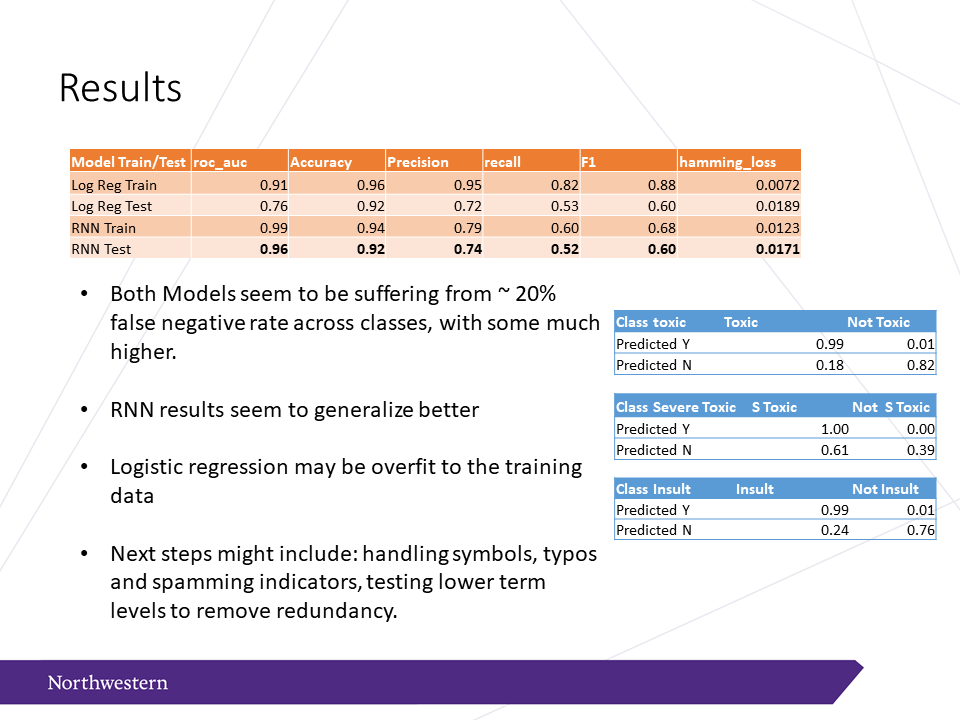 Results
Model Train/Test roc_auc Accuracy Precision recall F1 hamming_loss
Log Reg Train 0.91 0.96 0.95 0.82 0.88 0.0072
Log Reg Test 0.76 0.92 0.72 0.53 0.60 0.0189
RNN Train 0.99 0.94 0.79 0.60 0.68 0.0123
RNN Test 0.96 0.92 0.74 0.52 0.60 0.0171
• Both Models seem to be suffering from ~ 20%
false negative rate across classes, with some much
higher.
• RNN results seem to generalize better
• Logistic regression may be overfit to the training
data
• Next steps might include: handling symbols, typos
and spamming indicators, testing lower term
levels to remove redundancy.
Class toxic Toxic Not Toxic
Predicted Y 0.99 0.01
Predicted N 0.18 0.82
Class Severe Toxic S Toxic Not S Toxic
Predicted Y 1.00 0.00
Predicted N 0.61 0.39
Class Insult Insult Not Insult
Predicted Y 0.99 0.01
Predicted N 0.24 0.76
Northwestern